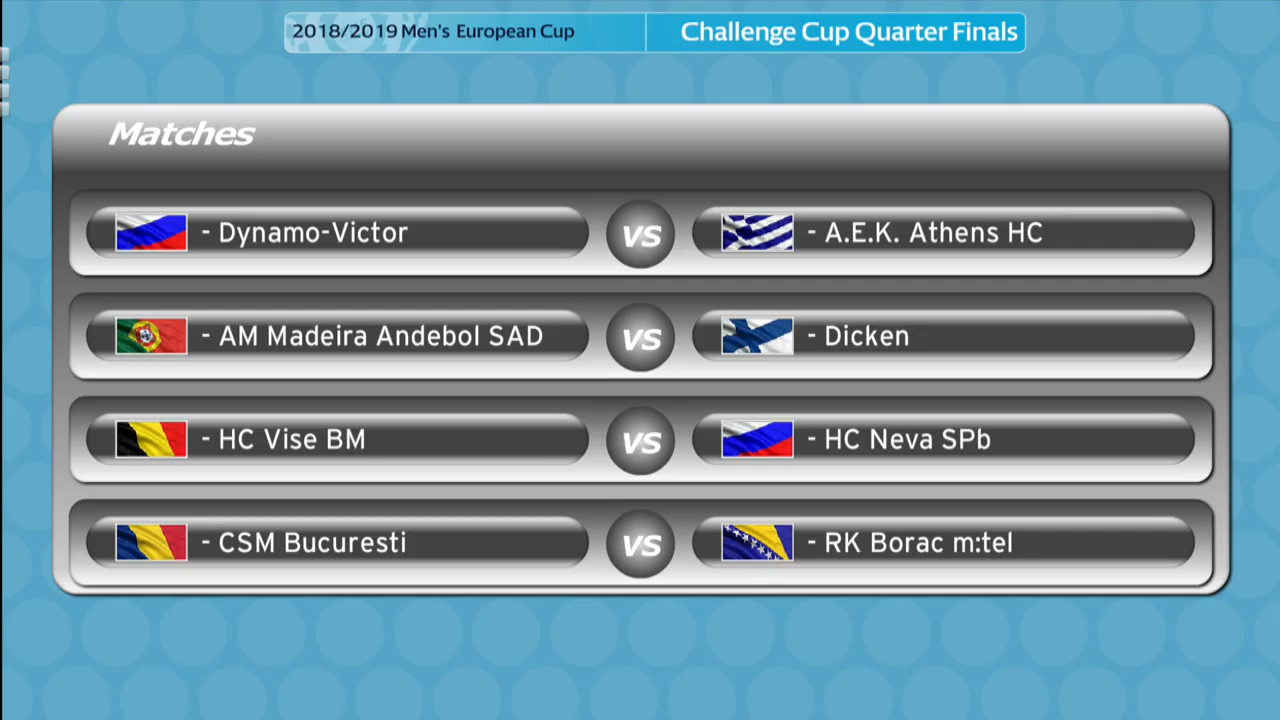 2018/2019 Men's European Cup
Challenge Cup Quarter Finals
Matches
- Dynamo-Victor
VS
- A.E.K. Athens HC
- AM Madeira Andebol SAD
VS
- Dicken
- HC Vise BM
VS
- HC Neva SPb
- CSM Bucuresti
VS
- RK Borac m:tel